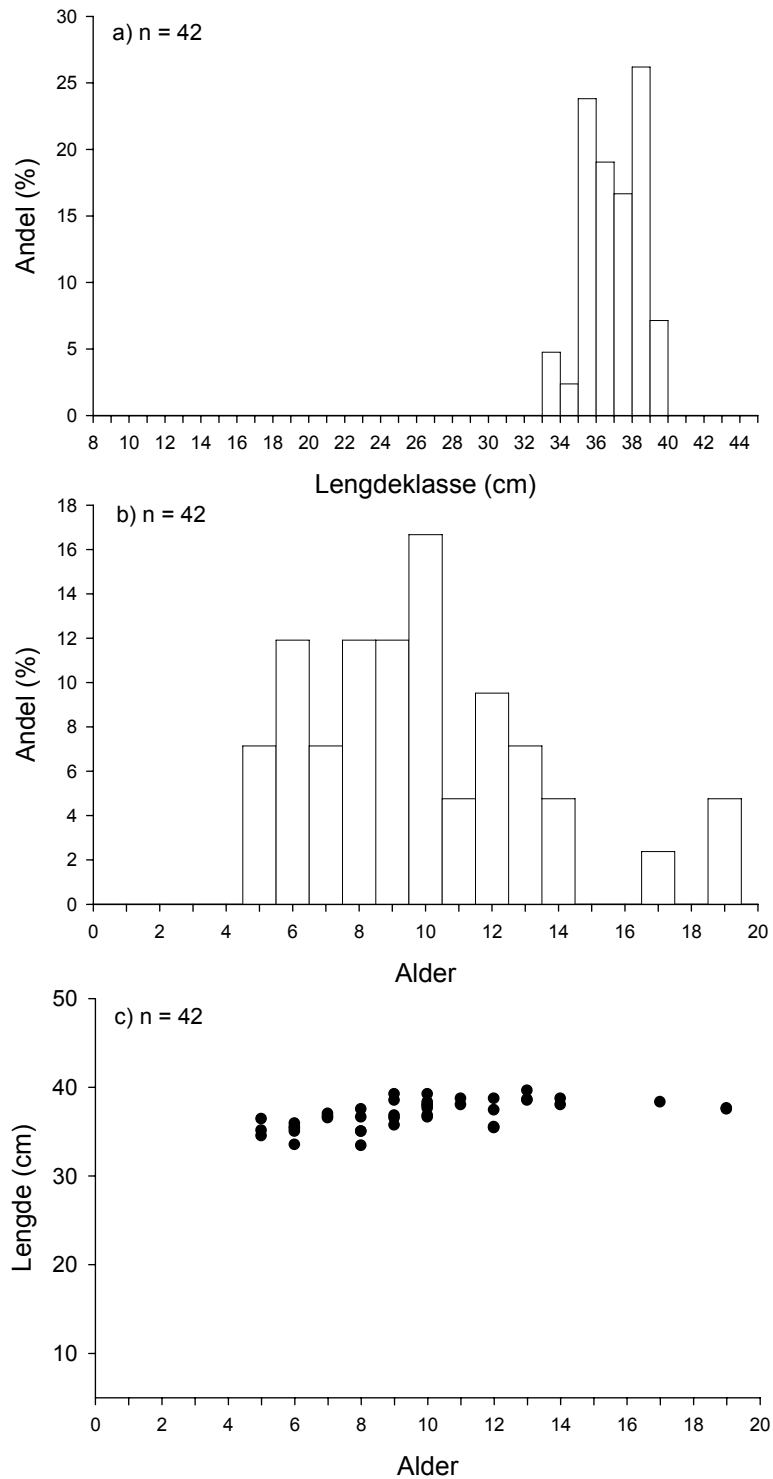 a) n = 42
Andel (%)
30
25
20
15
10
5
0
8 10 12 14 16 18 20 22 24 26 28 30 32 34 36 38 40 42 44
Lengdeklasse (cm)
b) n = 42
Andel (%)
18
16
14
12
10
8
6
4
2
0
0 2 4 6 8 10 12 14 16 18 20
Alder
c) n = 42
Lengde (cm)
50
40
30
20
10
0 2 4 6 8 10 12 14 16 18 20
Alder